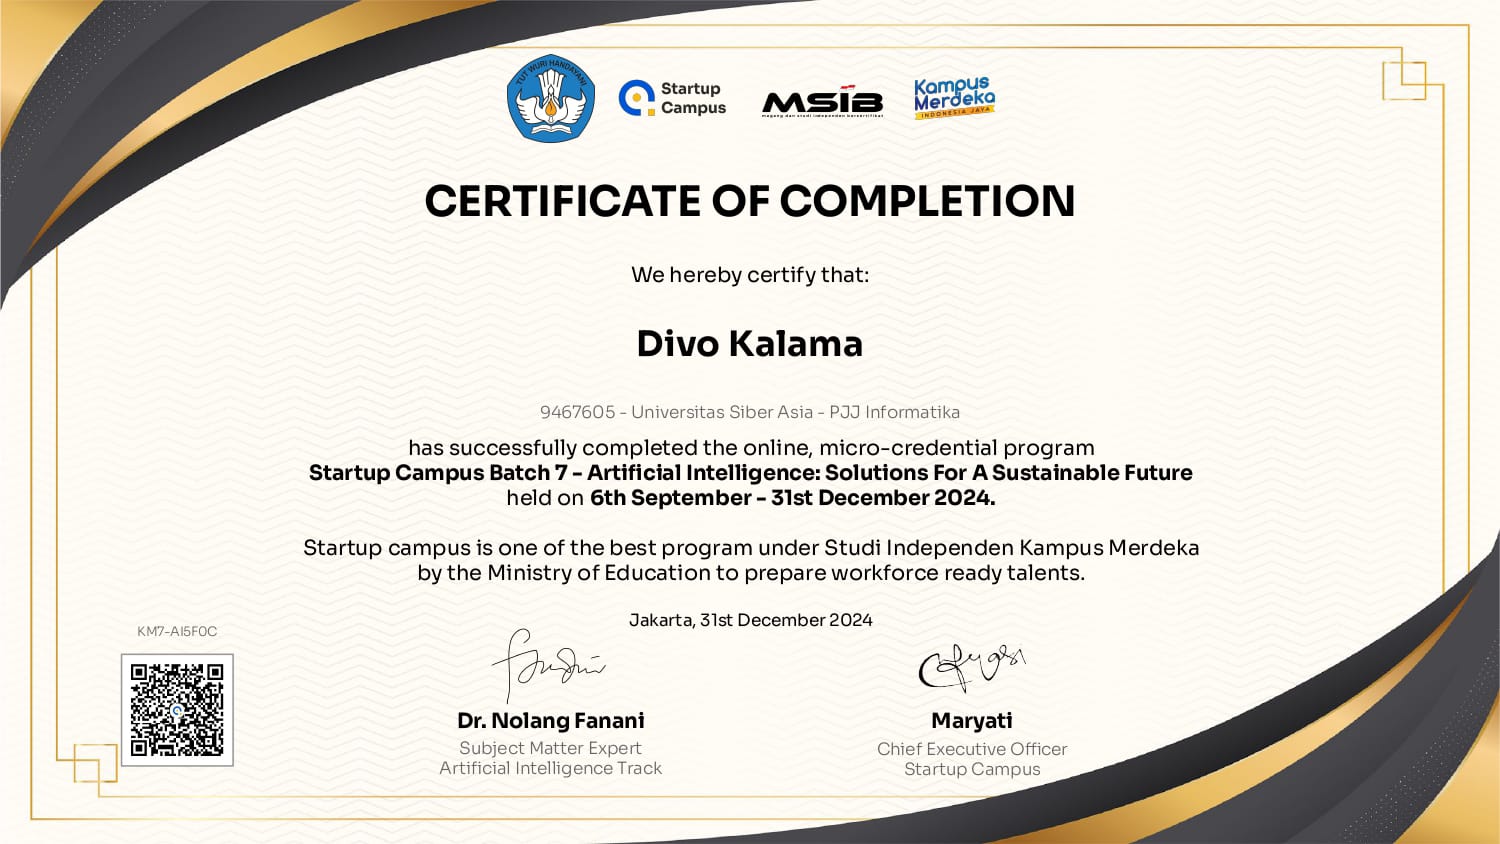 TUT WURI HANDAYANI
Startup
Campus
MSIB
magang dan studi independen bersertifikat
Kampus
Merdeka
INDONESIA JAYA
CERTIFICATE OF COMPLETION
We hereby certify that:
Divo Kalama
9467605 - Universitas Siber Asia - PJJ Informatika
has successfully completed the online, micro-credential program
Startup Campus Batch 7 - Artificial Intelligence: Solutions For A Sustainable Future
held on 6th September - 31st December 2024.
Startup campus is one of the best program under Studi Independen Kampus Merdeka
by the Ministry of Education to prepare workforce ready talents.
Jakarta, 31st December 2024
KM7-AI5F0C
Dr. Nolang Fanani
Subject Matter Expert
Artificial Intelligence Track
Maryati
Chief Executive Officer
Startup Campus